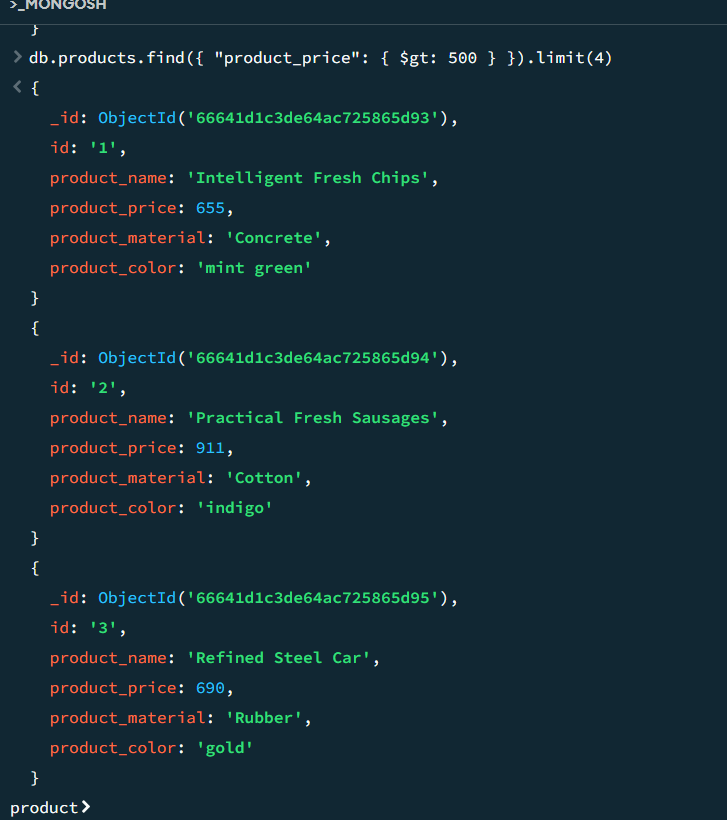 >_MONGOSH
}
> db.products.find({ "product_price": { $gt: 500 } }).limit(4)
< {
_id: ObjectId('66641d1c3de64ac725865d93'),
id: '1',
product_name: 'Intelligent Fresh Chips',
product_price: 655,
product_material: 'Concrete',
product_color: 'mint green'
}
{
_id: ObjectId('66641d1c3de64ac725865d94'),
id: '2',
product_name: 'Practical Fresh Sausages',
product_price: 911,
product_material: 'Cotton',
product_color: 'indigo'
}
{
_id: ObjectId('66641d1c3de64ac725865d95'),
id: '3',
product_name: 'Refined Steel Car',
product_price: 690,
product_material: 'Rubber',
product_color: 'gold'
}
product>